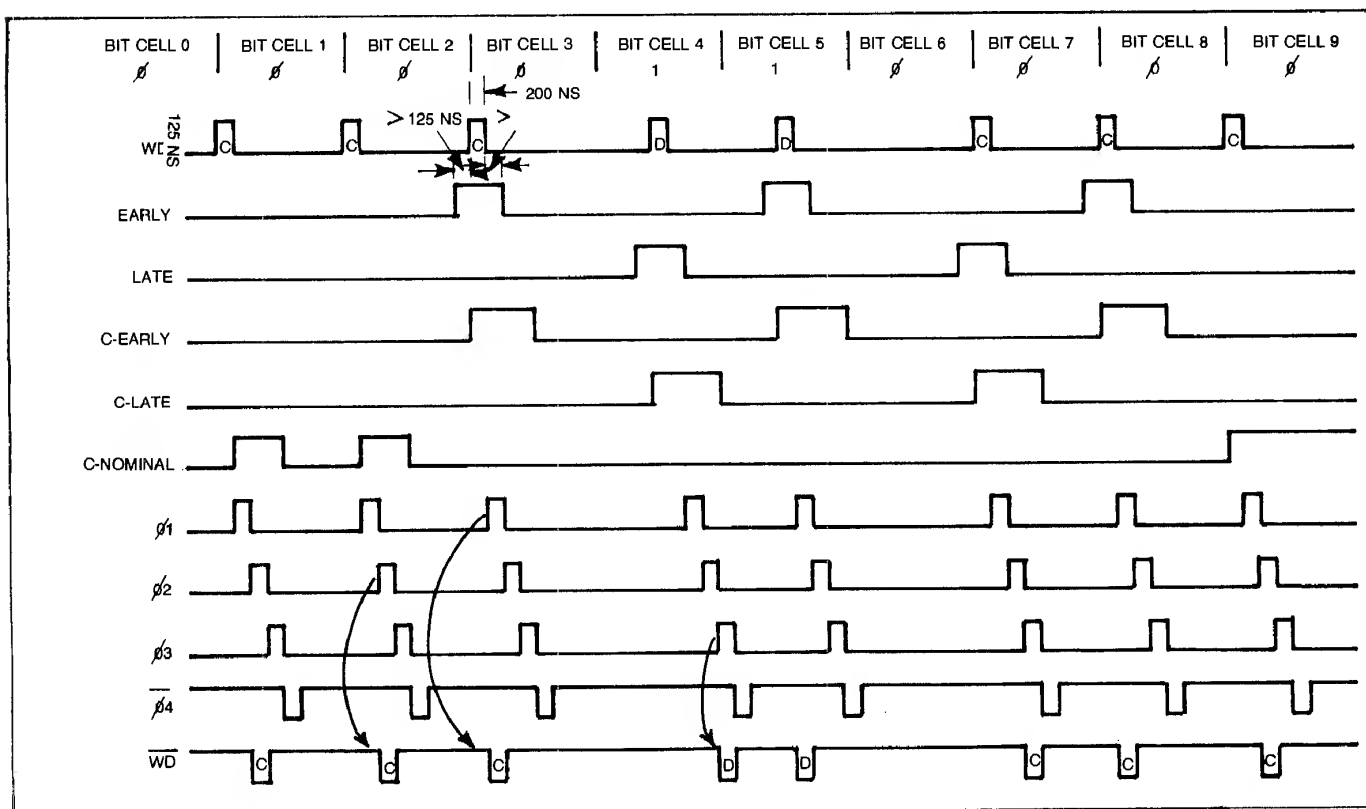 BIT CELL 0 BIT CELL 1 BIT CELL 2 BIT CELL 3 BIT CELL 4 BIT CELL 5 BIT CELL 6 BIT CELL 7 BIT CELL 8 BIT CELL 9
Ø Ø Ø Ø 1 1 Ø Ø Ø Ø
200 NS
> 125 NS >
125 NS
WD C C C D D C C C
EARLY
LATE
C-EARLY
C-LATE
C-NOMINAL
Ø1
Ø2
Ø3
Ø4
WD C C C D D C C C